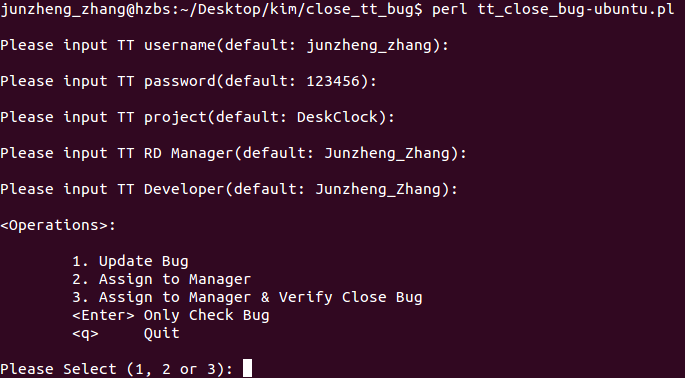 junzheng_zhang@hzbs:~/Desktop/kim/close_tt_bug$ perl tt_close_bug-ubuntu.pl
Please input TT username(default: junzheng_zhang):
Please input TT password(default: 123456):
Please input TT project(default: DeskClock):
Please input TT RD Manager(default: Junzheng_Zhang):
Please input TT Developer(default: Junzheng_Zhang):
<Operations>:
1. Update Bug
2. Assign to Manager
3. Assign to Manager & Verify Close Bug
<Enter> Only Check Bug
<q> Quit
Please Select (1, 2 or 3):